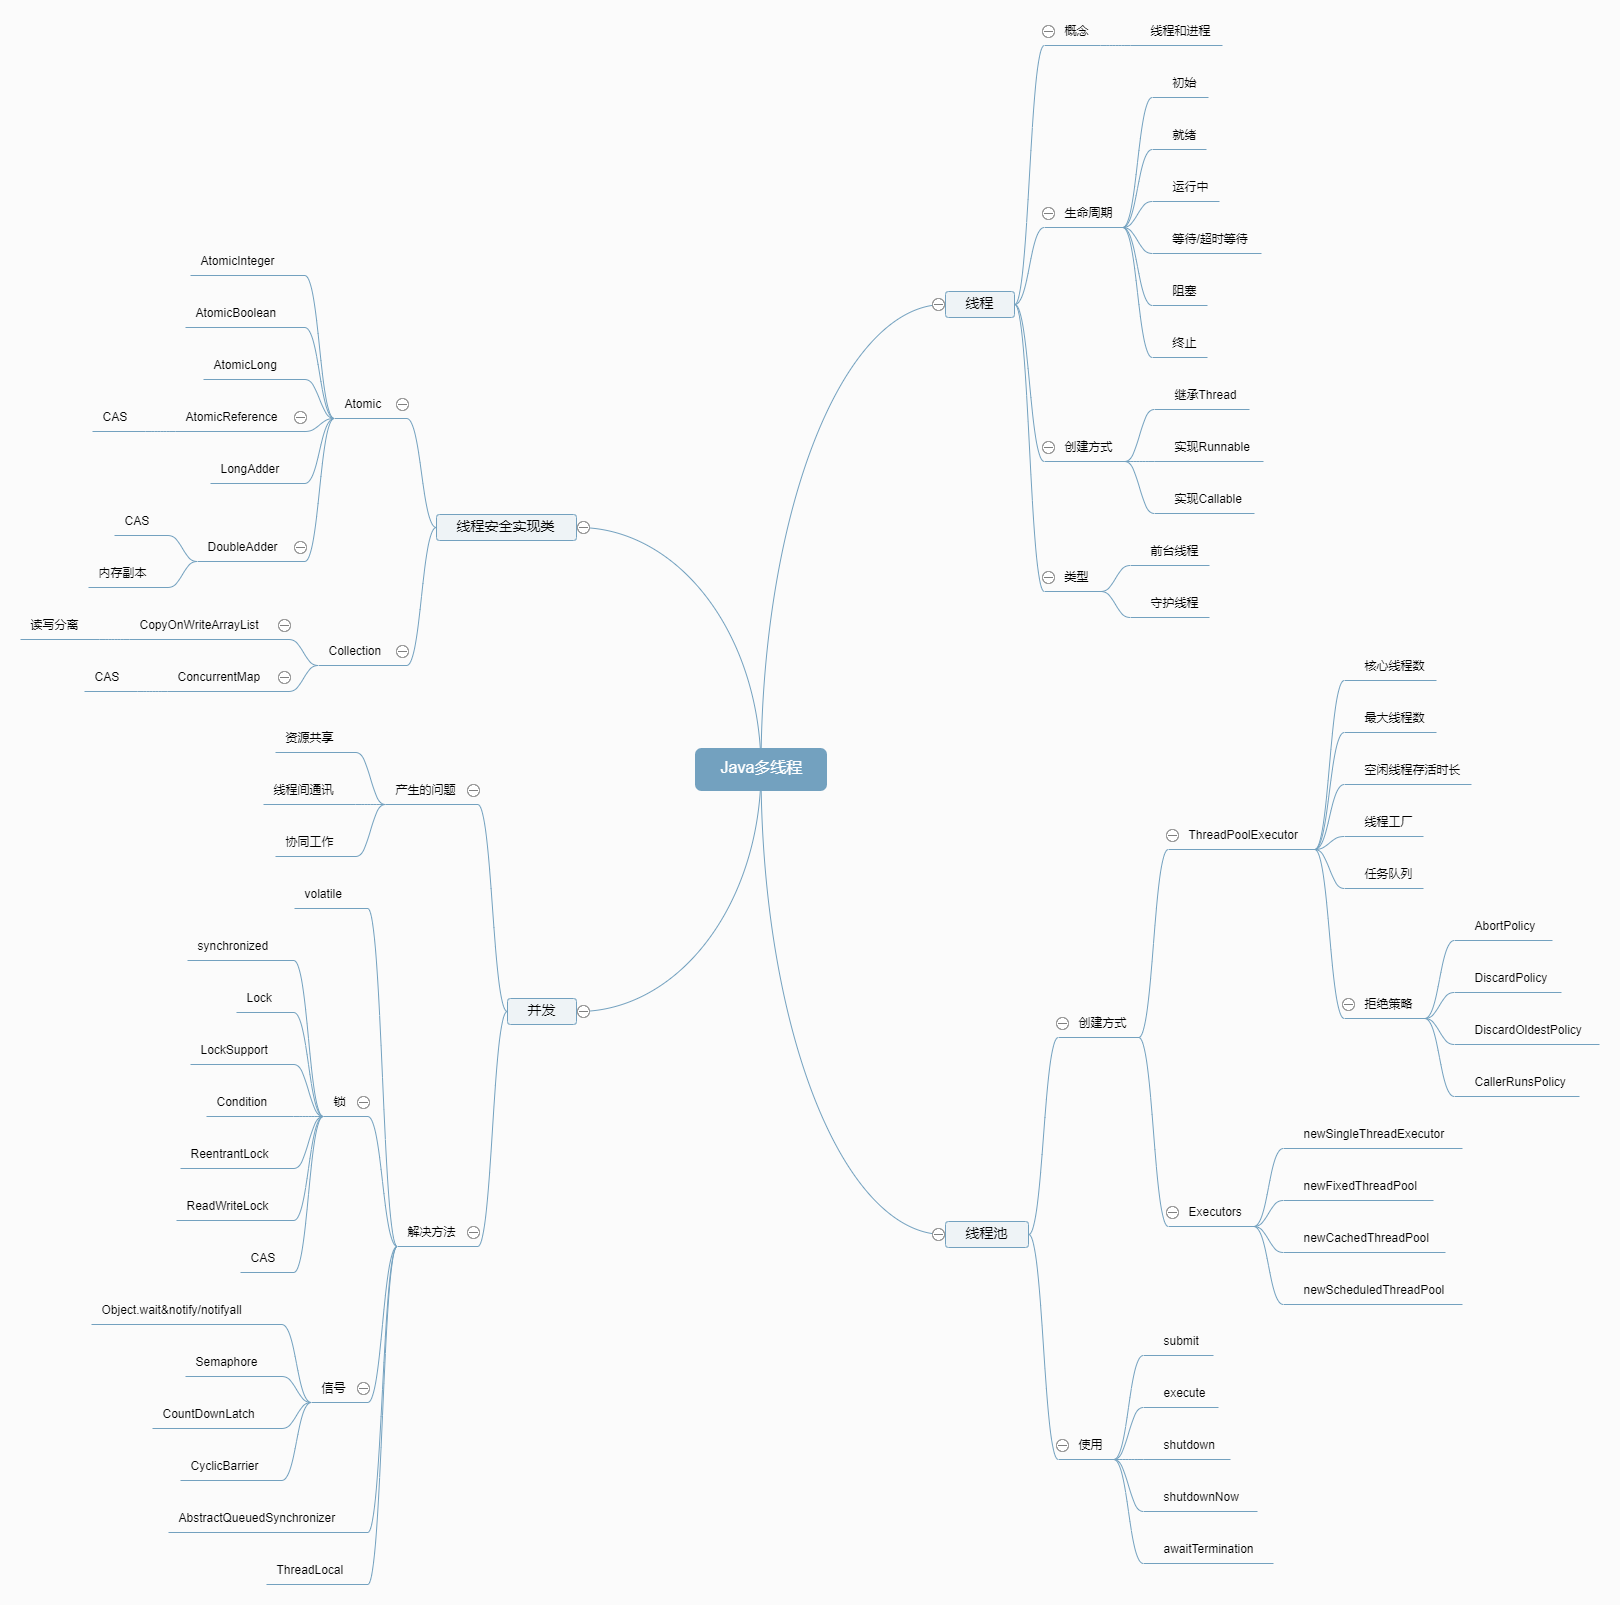 Java多线程
线程
概念
线程和进程
生命周期
初始
就绪
运行中
等待/超时等待
阻塞
终止
创建方式
继承Thread
实现Runnable
实现Callable
类型
前台线程
守护线程
线程池
创建方式
ThreadPoolExecutor
核心线程数
最大线程数
空闲线程存活时长
线程工厂
任务队列
拒绝策略
AbortPolicy
DiscardPolicy
DiscardOldestPolicy
CallerRunsPolicy
Executors
newSingleThreadExecutor
newFixedThreadPool
newCachedThreadPool
newScheduledThreadPool
使用
submit
execute
shutdown
shutdownNow
awaitTermination
线程安全实现类
Atomic
AtomicInteger
AtomicBoolean
AtomicLong
AtomicReference
CAS
LongAdder
DoubleAdder
CAS
内存副本
Collection
CopyOnWriteArrayList
读写分离
ConcurrentMap
CAS
并发
产生的问题
资源共享
线程间通讯
协同工作
解决方法
volatile
锁
synchronized
Lock
LockSupport
Condition
ReentrantLock
ReadWriteLock
CAS
信号
Object.wait&notify/notifyall
Semaphore
CountDownLatch
CyclicBarrier
AbstractQueuedSynchronizer
ThreadLocal